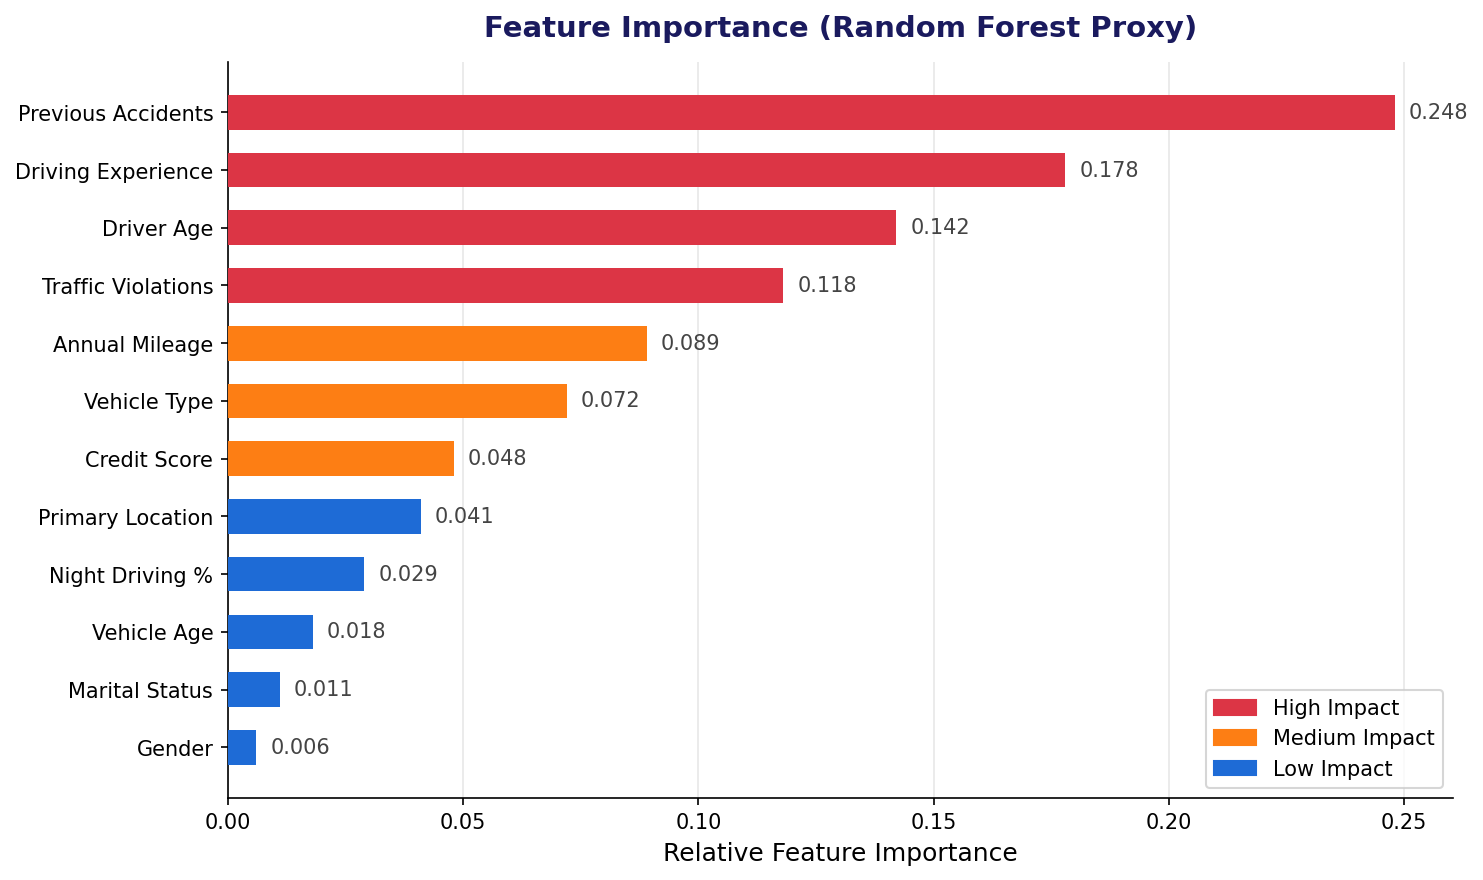 Feature Importance (Random Forest Proxy)
Previous Accidents 0.248
Driving Experience 0.178
Driver Age 0.142
Traffic Violations 0.118
Annual Mileage 0.089
Vehicle Type 0.072
Credit Score 0.048
Primary Location 0.041
Night Driving % 0.029
Vehicle Age 0.018
Marital Status 0.011
Gender 0.006
High Impact
Medium Impact
Low Impact
0.00 0.05 0.10 0.15 0.20 0.25
Relative Feature Importance